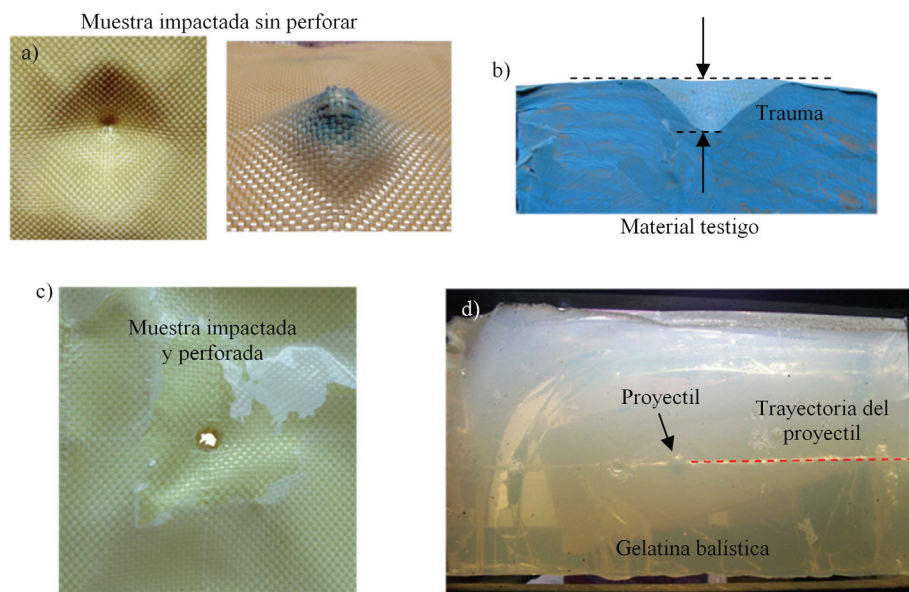 Muestra impactada sin perforar
a)
b)
Trauma
Material testigo
c)
Muestra impactada
y perforada
d)
Proyectil
Trayectoria del
proyectil
Gelatina balística